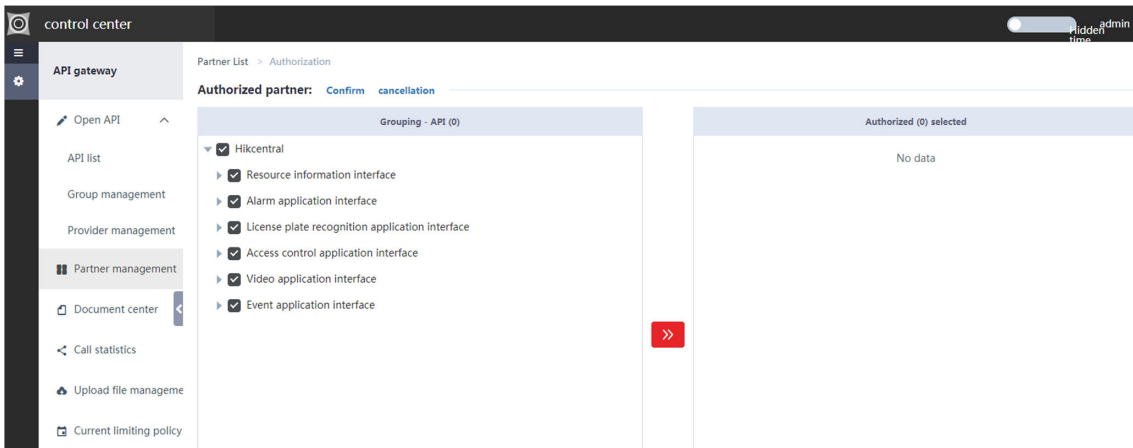 control center
admin
Hidden
time
API gateway
Partner List > Authorization
Authorized partner: Confirm cancellation
Open API
API list
Group management
Provider management
Partner management
Document center
Call statistics
Upload file manageme
Current limiting policy
Grouping - API (0)
Hikcentral
Resource information interface
Alarm application interface
License plate recognition application interface
Access control application interface
Video application interface
Event application interface
Authorized (0) selected
No data